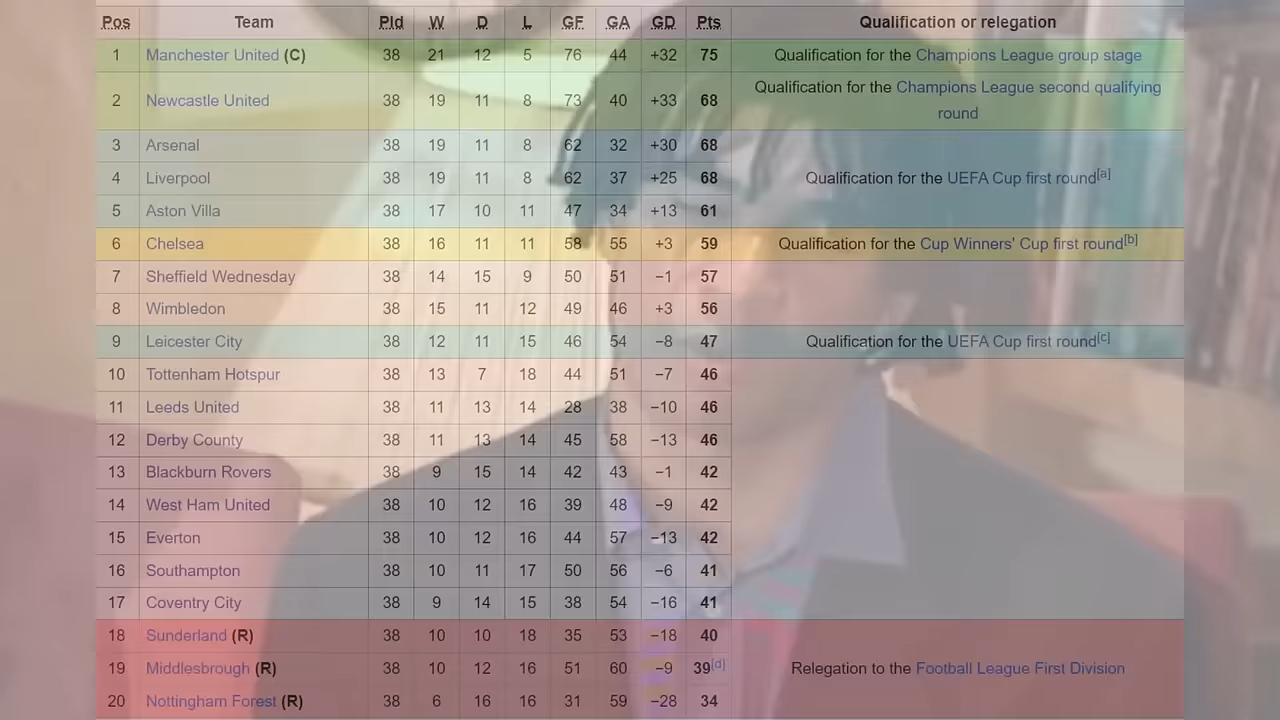 Pos Team Pld W D L GF GA GD Pts Qualification or relegation
1 Manchester United (C) 38 21 12 5 76 44 +32 75 Qualification for the Champions League group stage
2 Newcastle United 38 19 11 8 73 40 +33 68 Qualification for the Champions League second qualifying
round
3 Arsenal 38 19 11 8 62 32 +30 68
4 Liverpool 38 19 11 8 62 37 +25 68 Qualification for the UEFA Cup first round[a]
5 Aston Villa 38 17 10 11 47 34 +13 61
6 Chelsea 38 16 11 11 58 55 +3 59 Qualification for the Cup Winners' Cup first round[b]
7 Sheffield Wednesday 38 14 15 9 50 51 −1 57
8 Wimbledon 38 15 11 12 49 46 +3 56
9 Leicester City 38 12 11 15 46 54 −8 47 Qualification for the UEFA Cup first round[c]
10 Tottenham Hotspur 38 13 7 18 44 51 −7 46
11 Leeds United 38 11 13 14 28 38 −10 46
12 Derby County 38 11 13 14 45 58 −13 46
13 Blackburn Rovers 38 9 15 14 42 43 −1 42
14 West Ham United 38 10 12 16 39 48 −9 42
15 Everton 38 10 12 16 44 57 −13 42
16 Southampton 38 10 11 17 50 56 −6 41
17 Coventry City 38 9 14 15 38 54 −16 41
18 Sunderland (R) 38 10 10 18 35 53 −18 40
19 Middlesbrough (R) 38 10 12 16 51 60 −9 39[d] Relegation to the Football League First Division
20 Nottingham Forest (R) 38 6 16 16 31 59 −28 34